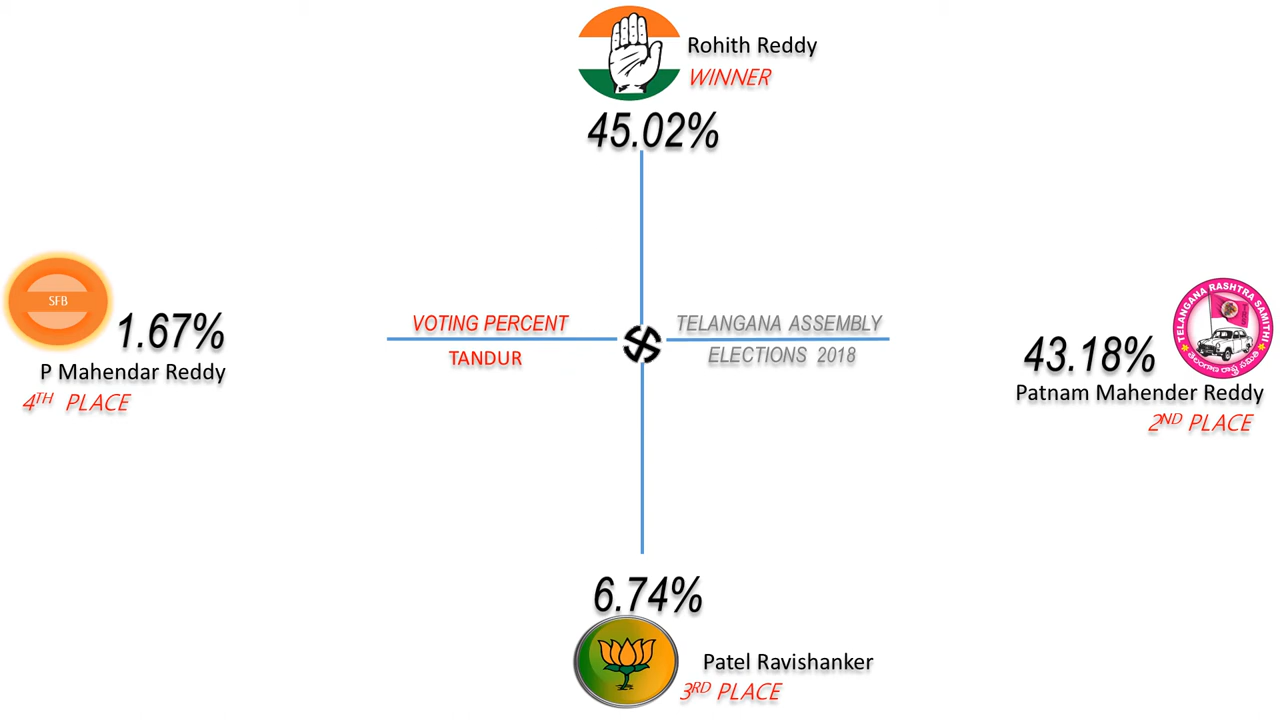 Rohith Reddy
WINNER
45.02%
SFB
1.67%
P Mahendar Reddy
4TH PLACE
VOTING PERCENT
TANDUR
TELANGANA ASSEMBLY
ELECTIONS 2018
TELANGANA RASHTRA SAMITHI
తెలంగాణ రాష్ట్ర సమితి
43.18%
Patnam Mahender Reddy
2ND PLACE
6.74%
Patel Ravishanker
3RD PLACE